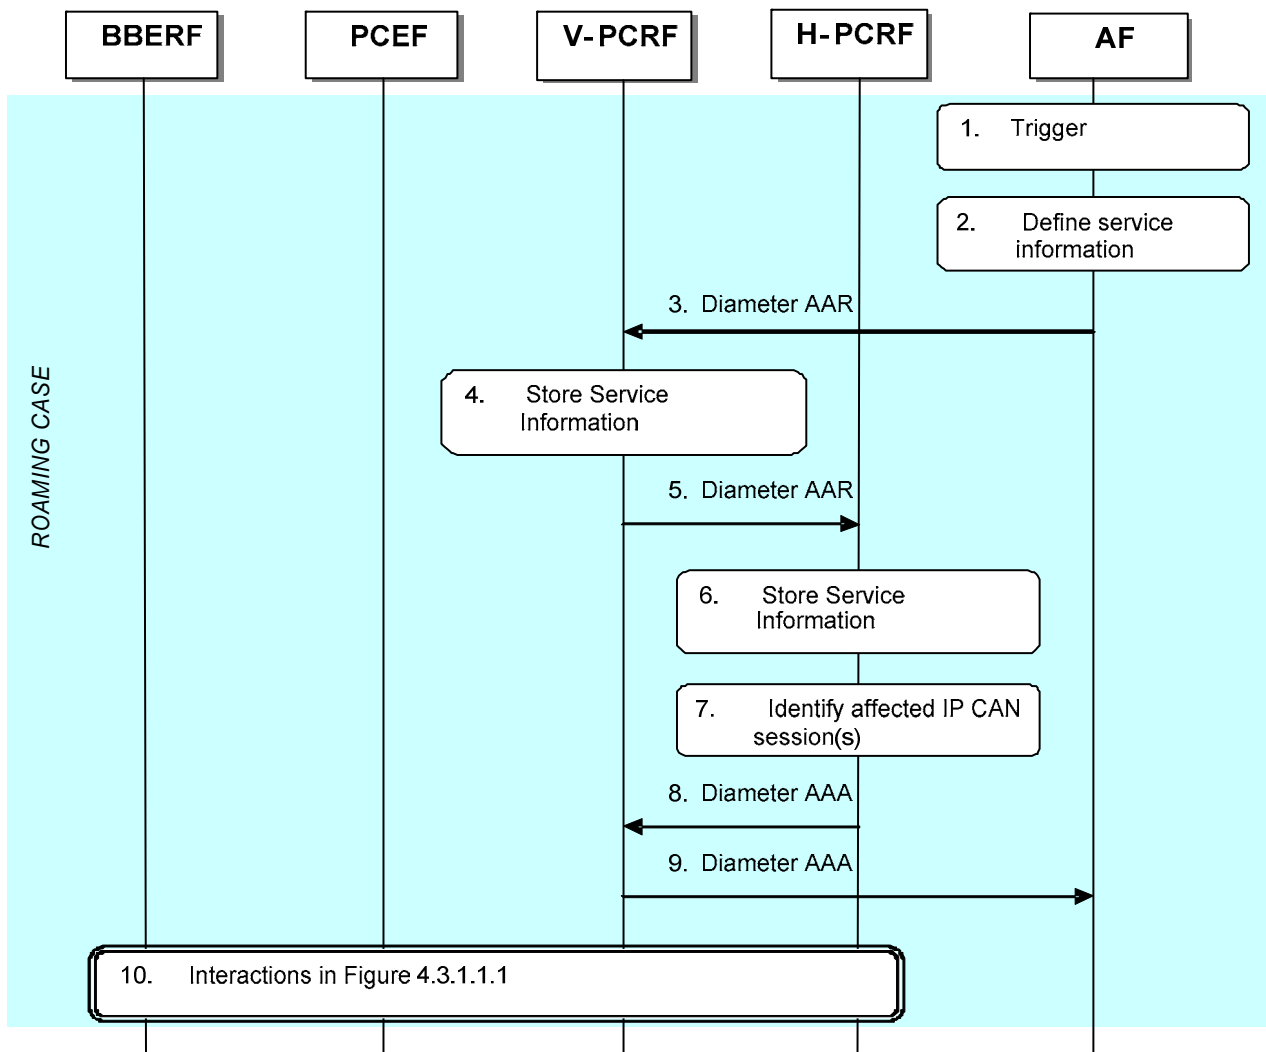 BBERF
PCEF
V-PCRF
H-PCRF
AF
1. Trigger
2. Define service
information
3. Diameter AAR
ROAMING CASE
4. Store Service
Information
5. Diameter AAR
6. Store Service
Information
7. Identify affected IP CAN
session(s)
8. Diameter AAA
9. Diameter AAA
10. Interactions in Figure 4.3.1.1.1